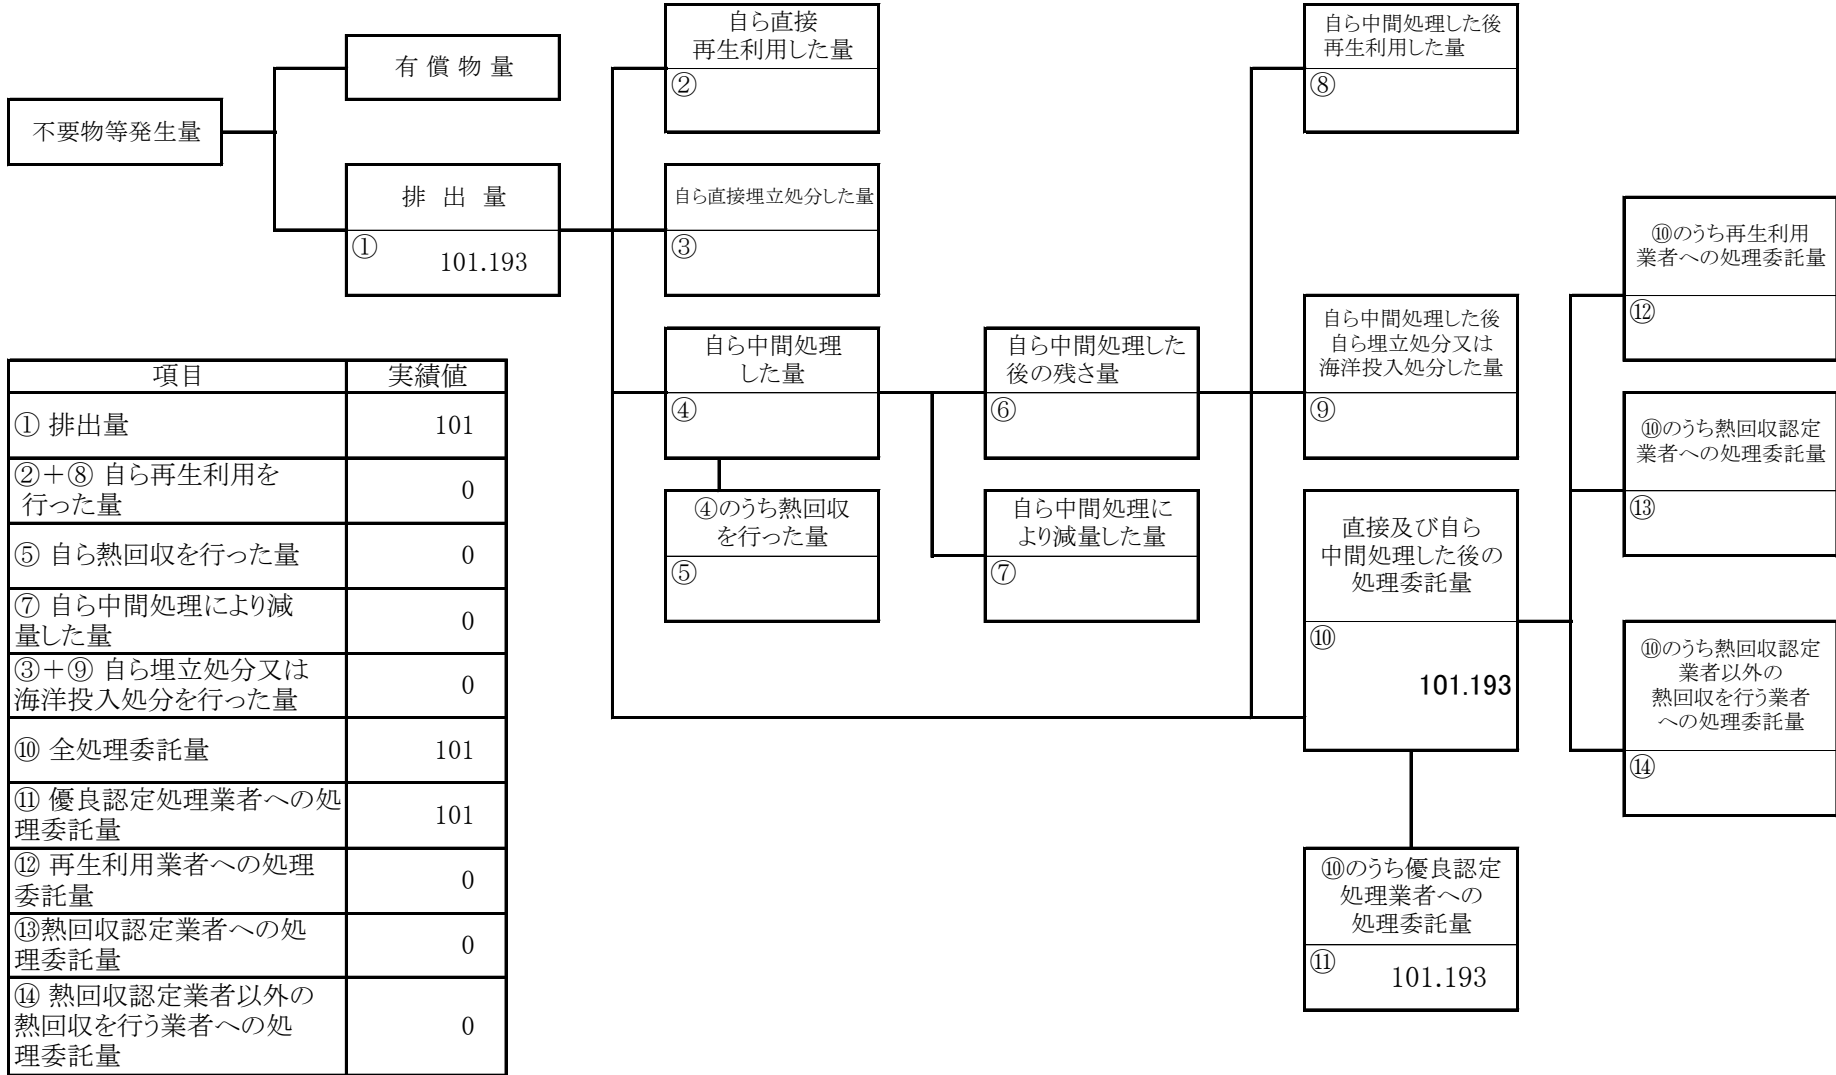 不要物等発生量
有 償 物 量
排 出 量
①
101.193
自ら直接
再生利用した量
②
自ら直接埋立処分した量
③
自ら中間処理
した量
④
④のうち熱回収
を行った量
⑤
自ら中間処理した
後の残さ量
⑥
自ら中間処理に
より減量した量
⑦
自ら中間処理した後
再生利用した量
⑧
自ら中間処理した後
自ら埋立処分又は
海洋投入処分した量
⑨
直接及び自ら
中間処理した後の
処理委託量
⑩
101.193
⑩のうち優良認定
処理業者への
処理委託量
⑪
101.193
⑩のうち再生利用
業者への処理委託量
⑫
⑩のうち熱回収認定
業者への処理委託量
⑬
⑩のうち熱回収認定
業者以外の
熱回収を行う業者
への処理委託量
⑭
項目 実績値
① 排出量 101
②＋⑧ 自ら再生利用を
行った量 0
⑤ 自ら熱回収を行った量 0
⑦ 自ら中間処理により減
量した量 0
③＋⑨ 自ら埋立処分又は
海洋投入処分を行った量 0
⑩ 全処理委託量 101
⑪ 優良認定処理業者への処
理委託量 101
⑫ 再生利用業者への処理
委託量 0
⑬熱回収認定業者への処
理委託量 0
⑭ 熱回収認定業者以外の
熱回収を行う業者への処
理委託量 0